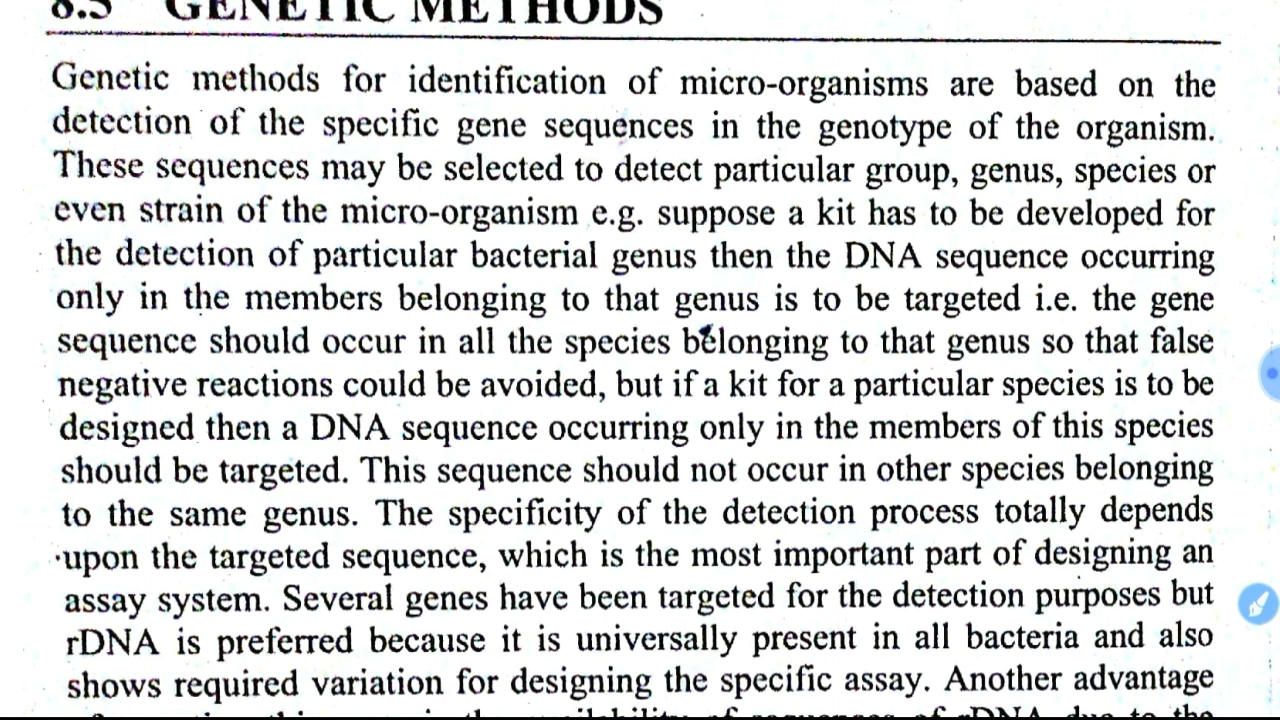 8.5 GENETIC METHODS
Genetic methods for identification of micro-organisms are based on the
detection of the specific gene sequences in the genotype of the organism.
These sequences may be selected to detect particular group, genus, species or
even strain of the micro-organism e.g. suppose a kit has to be developed for
the detection of particular bacterial genus then the DNA sequence occurring
only in the members belonging to that genus is to be targeted i.e. the gene
sequence should occur in all the species belonging to that genus so that false
negative reactions could be avoided, but if a kit for a particular species is to be
designed then a DNA sequence occurring only in the members of this species
should be targeted. This sequence should not occur in other species belonging
to the same genus. The specificity of the detection process totally depends
upon the targeted sequence, which is the most important part of designing an
assay system. Several genes have been targeted for the detection purposes but
rDNA is preferred because it is universally present in all bacteria and also
shows required variation for designing the specific assay. Another advantage